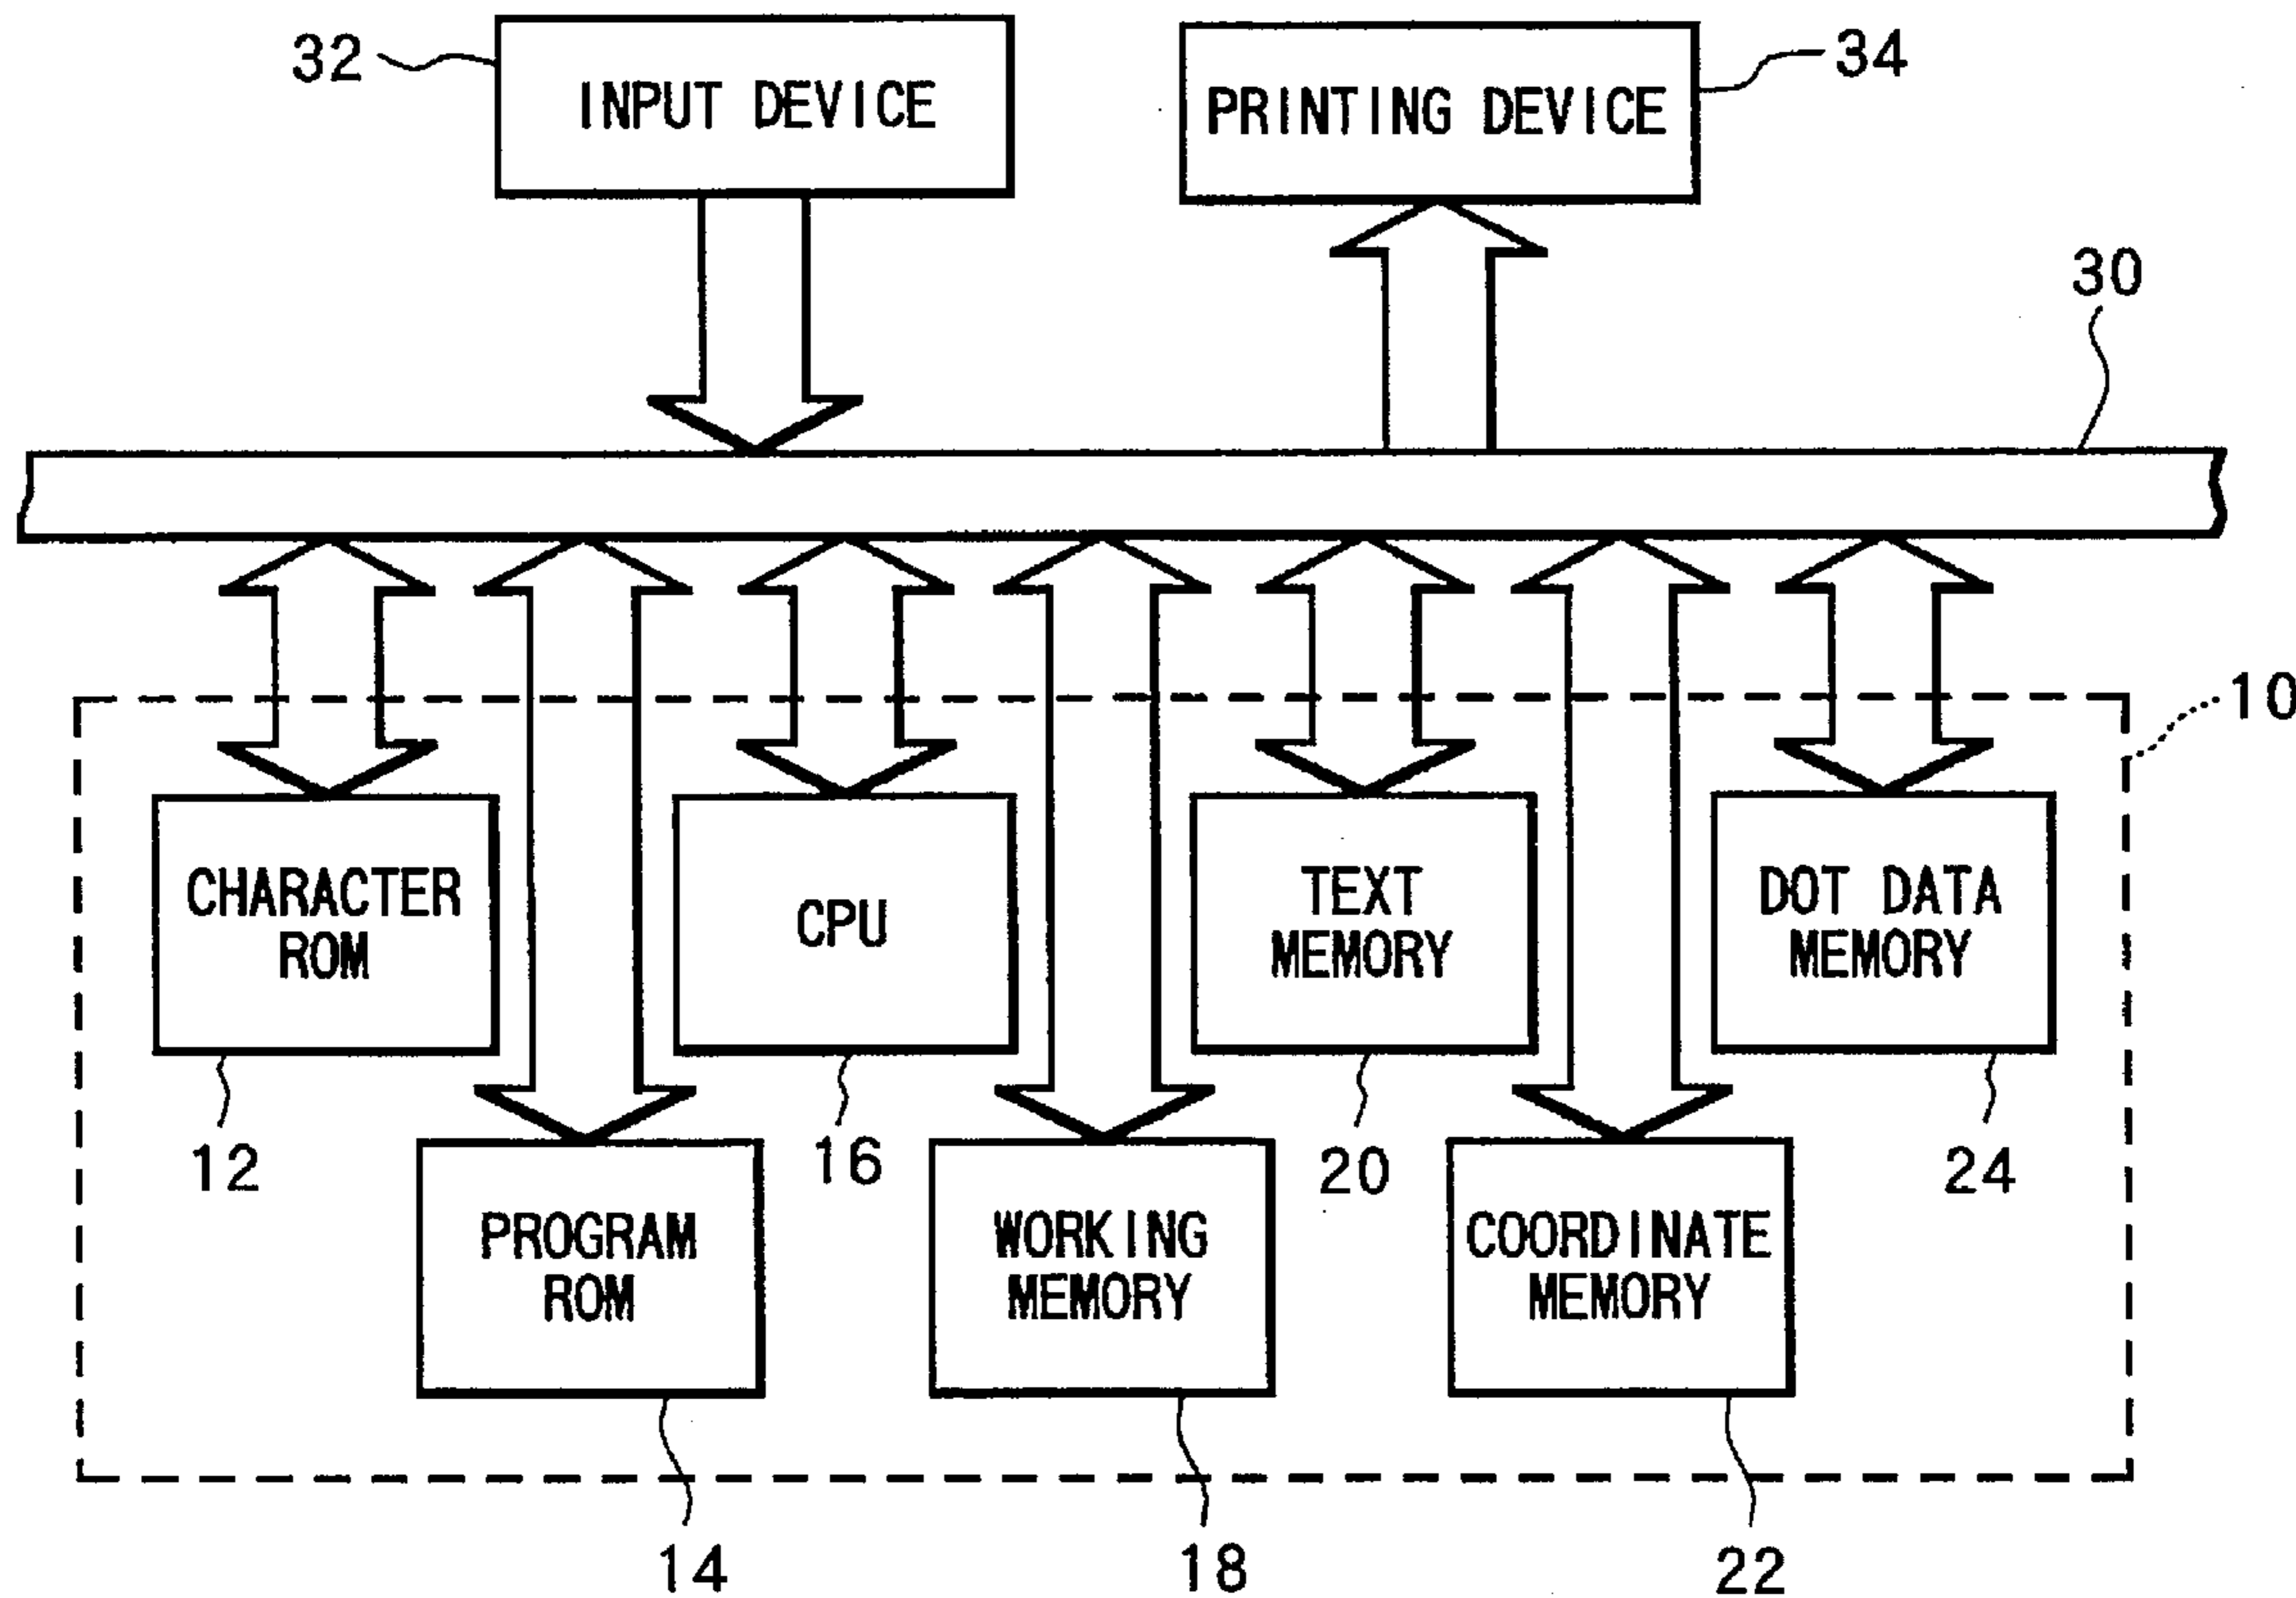 32
INPUT DEVICE
PRINTING DEVICE
34
30
10
CHARACTER
ROM
CPU
TEXT
MEMORY
DOT DATA
MEMORY
12
16
20
24
PROGRAM
ROM
WORKING
MEMORY
COORDINATE
MEMORY
14
18
22